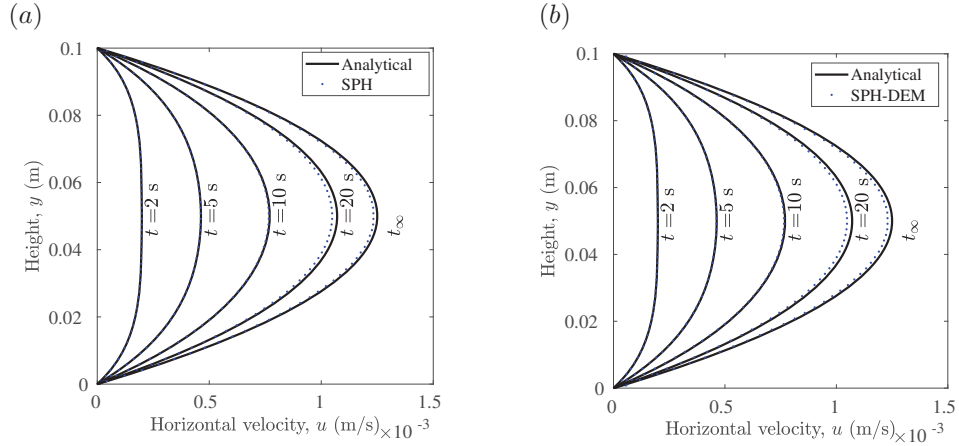 (a)
0.1
0.08
0.06
0.04
0.02
0
Height, y (m)
Analytical
SPH
t=2 s
t=5 s
t=10 s
t=20 s
t∞
0 0.5 1 1.5
Horizontal velocity, u (m/s) ×10 -3
(b)
0.1
0.08
0.06
0.04
0.02
0
Height, y (m)
Analytical
SPH-DEM
t=2 s
t=5 s
t=10 s
t=20 s
t∞
0 0.5 1 1.5
Horizontal velocity, u (m/s) ×10 -3